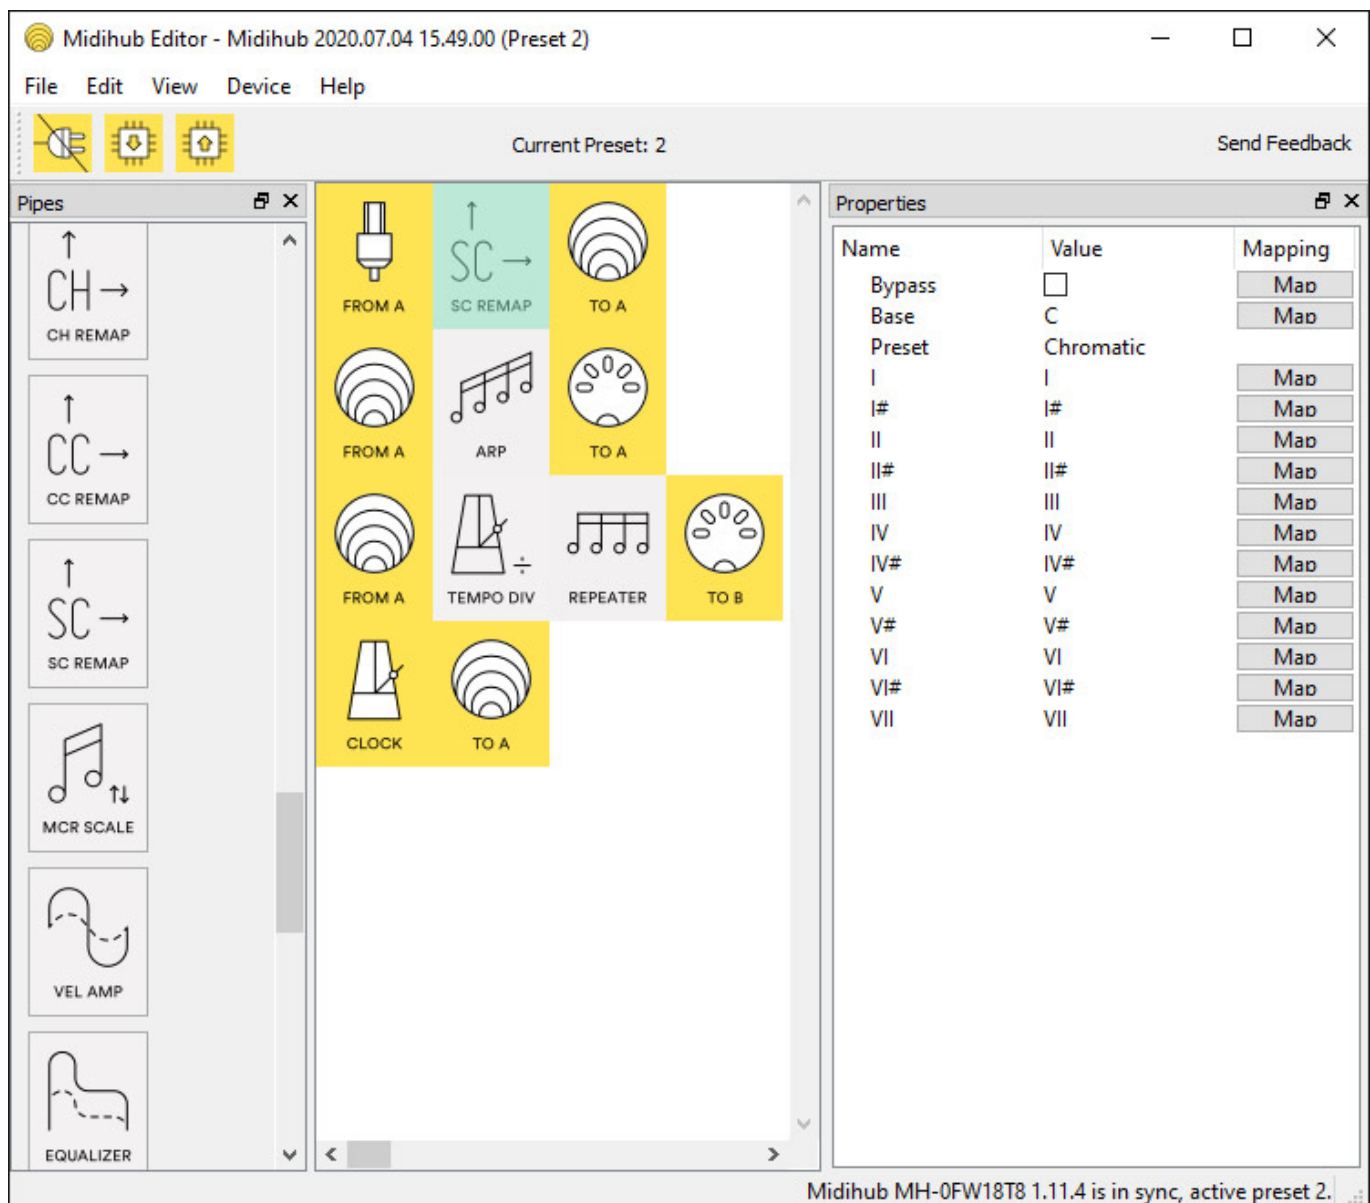 Midihub Editor - Midihub 2020.07.04 15.49.00 (Preset 2)
File Edit View Device Help
Current Preset: 2
Send Feedback
Pipes
CH
CH REMAP
CC
CC REMAP
SC
SC REMAP
MCR SCALE
VEL AMP
EQUALIZER
FROM A
SC
SC REMAP
TO A
FROM A
ARP
TO A
FROM A
TEMPO DIV
REPEATER
TO B
CLOCK
TO A
Properties
Name Value Mapping
Bypass Map
Base C Map
Preset Chromatic
I I Map
I# I# Map
II II Map
II# II# Map
III III Map
IV IV Map
IV# IV# Map
V V Map
V# V# Map
VI VI Map
VI# VI# Map
VII VII Map
Midihub MH-0FW18T8 1.11.4 is in sync, active preset 2.